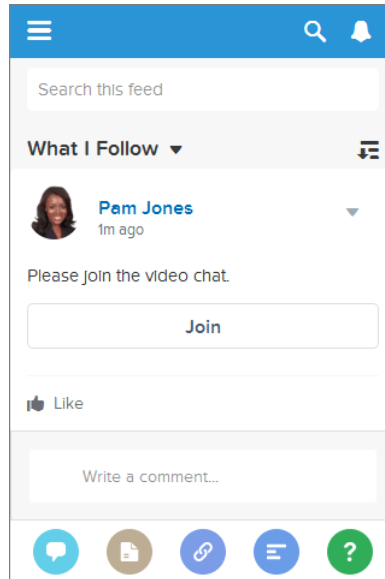 Search this feed
What I Follow
Pam Jones
1m ago
Please join the video chat.
Join
Like
Write a comment...
?